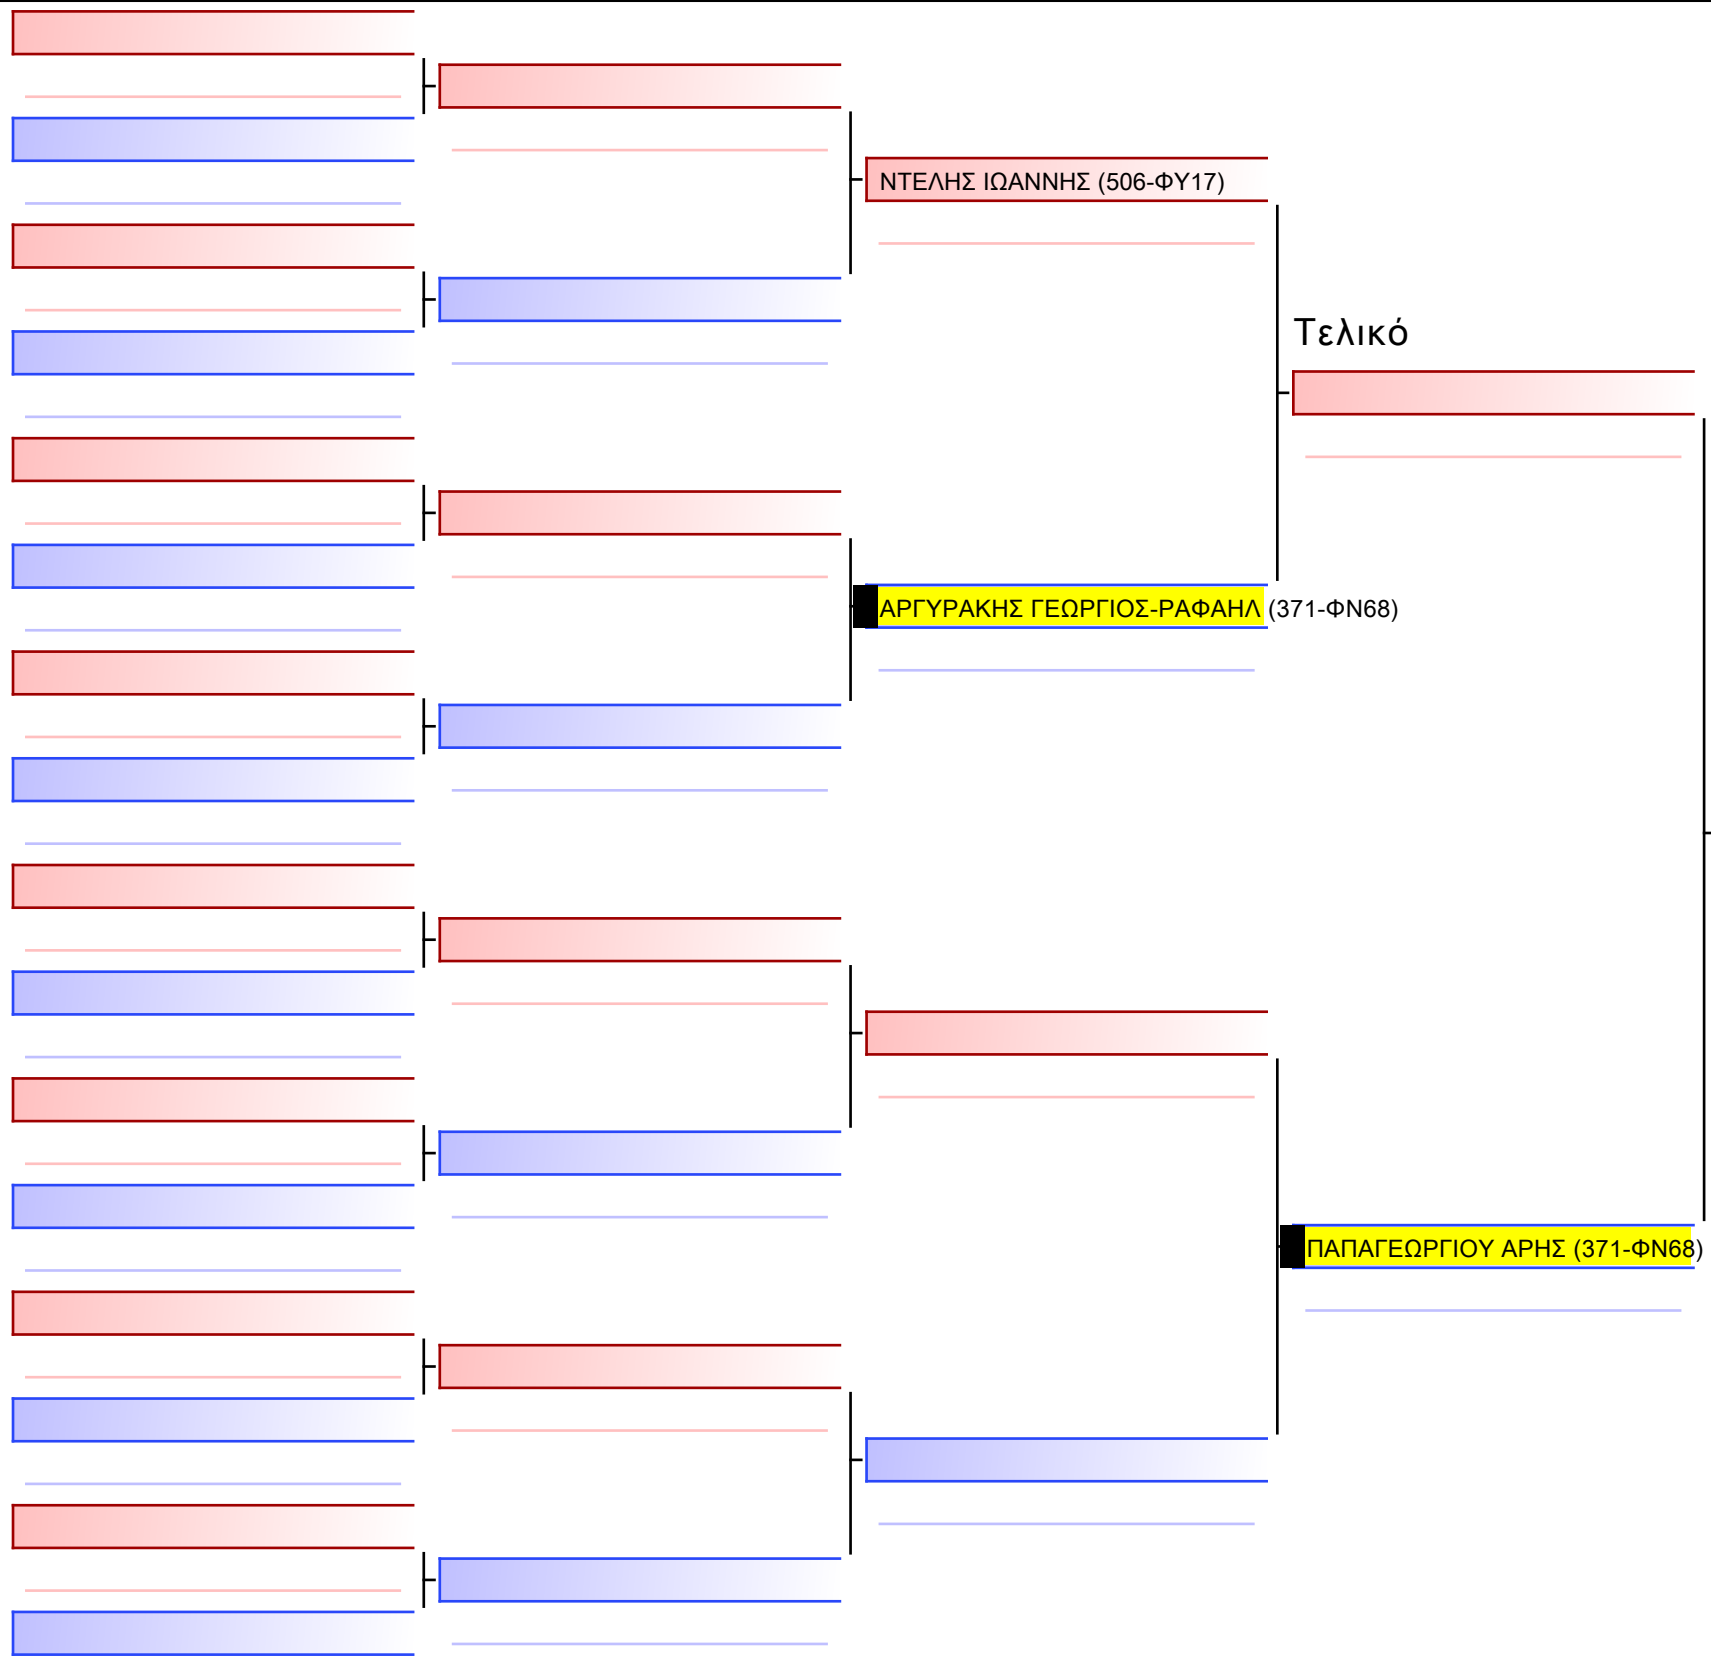 ΝΤΕΛΗΣ ΙΩΑΝΝΗΣ (506-ΦΥ17)
Τελικό
ΑΡΓΥΡΑΚΗΣ ΓΕΩΡΓΙΟΣ-ΡΑΦΑΗΛ (371-ΦΝ68)
ΠΑΠΑΓΕΩΡΓΙΟΥ ΑΡΗΣ (371-ΦΝ68)